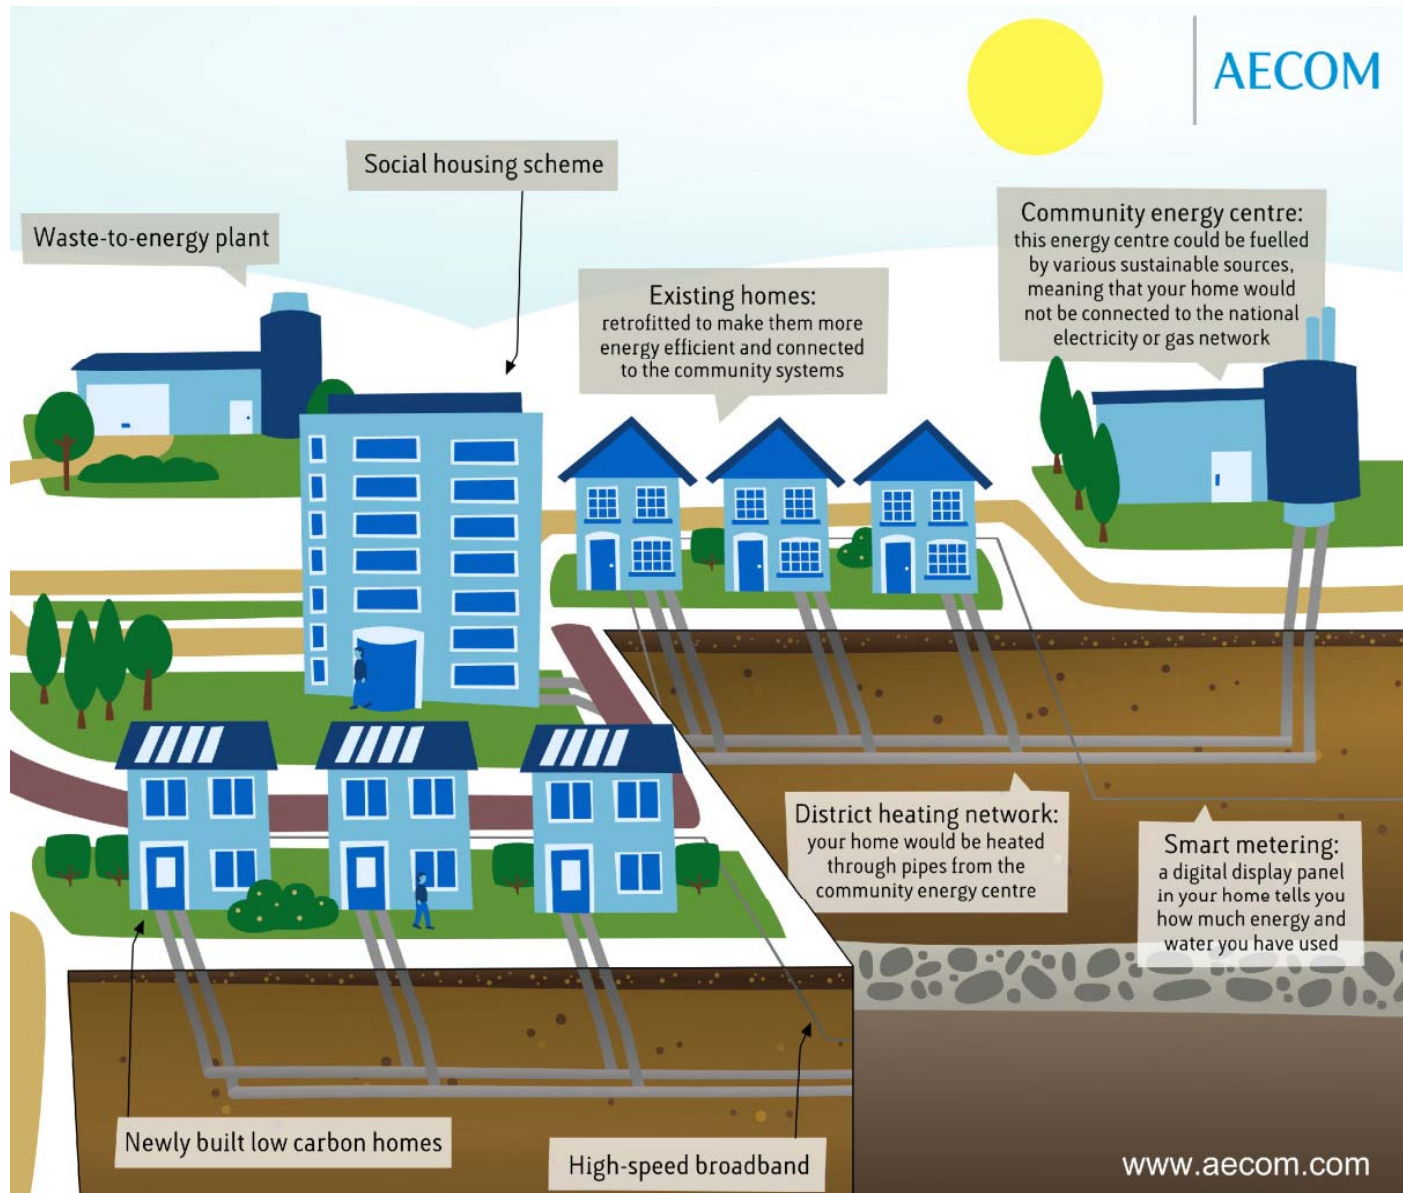 AECOM
Social housing scheme
Waste-to-energy plant
Community energy centre:
this energy centre could be fuelled
by various sustainable sources,
meaning that your home would
not be connected to the national
electricity or gas network
Existing homes:
retrofitted to make them more
energy efficient and connected
to the community systems
District heating network:
your home would be heated
through pipes from the
community energy centre
Smart metering:
a digital display panel
in your home tells you
how much energy and
water you have used
Newly built low carbon homes
High-speed broadband
www.aecom.com